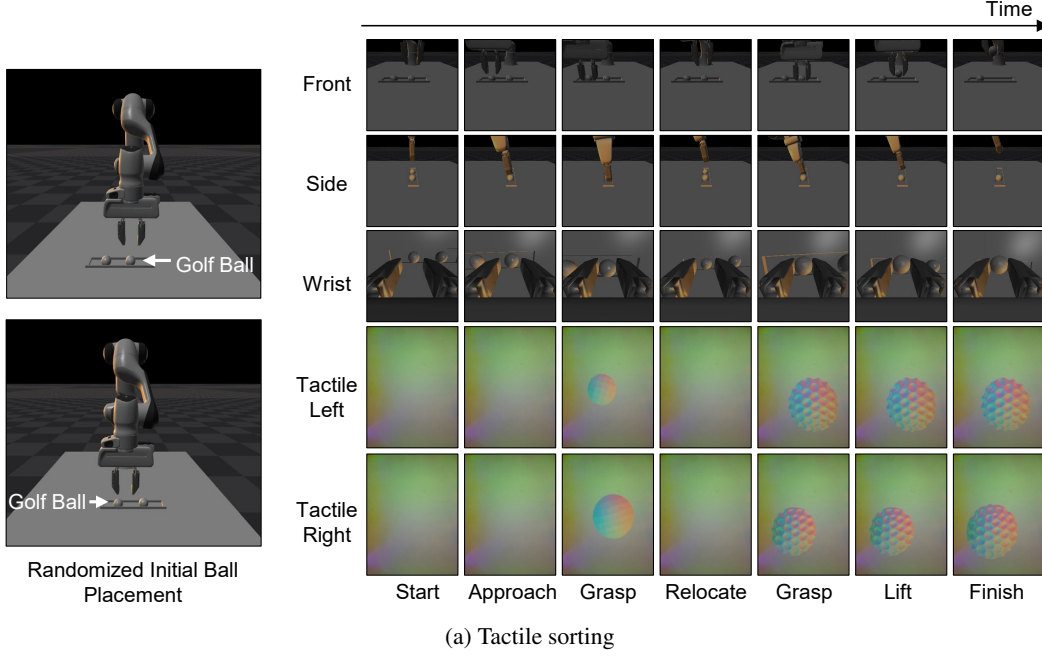 Time
Front
Side
Wrist
Tactile
Left
Tactile
Right
Start Approach Grasp Relocate Grasp Lift Finish
Golf Ball
Golf Ball
Randomized Initial Ball
Placement
(a) Tactile sorting